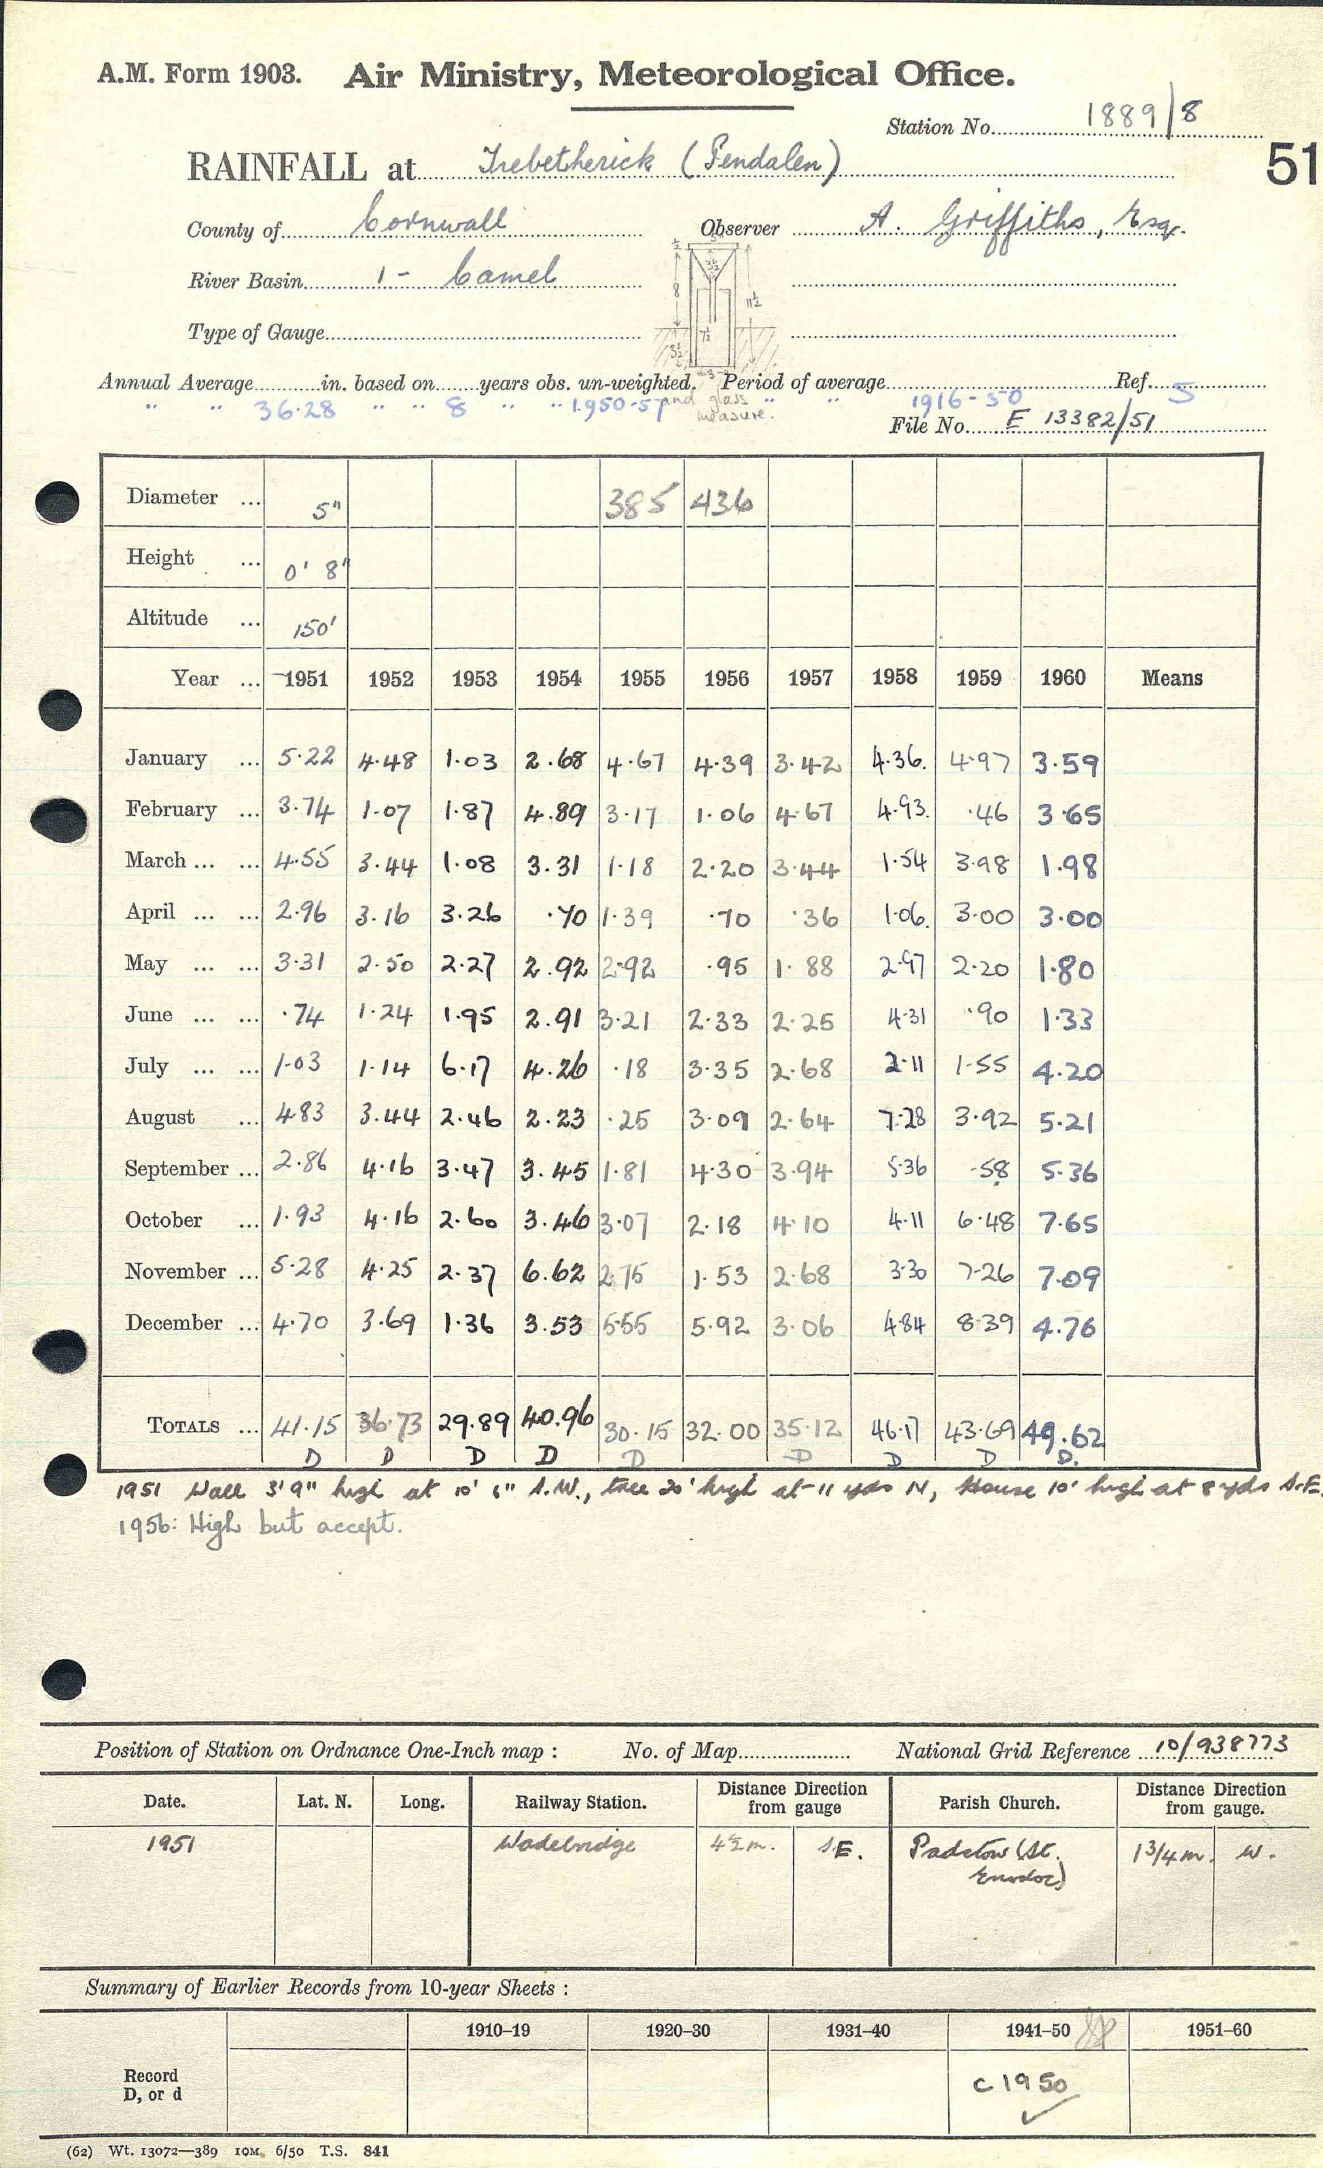 A.M. Form 1903. Air Ministry, Meteorological Office.
Station No. 1889/8
51
RAINFALL at Trebetherick (Pendalen)
County of Cornwall Observer A. Griffiths, Esq.
River Basin 1 - Camel
Type of Gauge
½ 5 3½ 8 11½ 7½ 3½ 3
Annual Average in. based on years obs. un-weighted. Period of average Ref. 5
" " 36.28 " " 8 " " " 1950-57 " " 1916-50
and glass measure.
File No. E 13382/51
Diameter ... 5" 385 436
Height ... 0' 8"
Altitude ... 150'
Year ... 1951 1952 1953 1954 1955 1956 1957 1958 1959 1960 Means
January ... 5.22 4.48 1.03 2.68 4.67 4.39 3.42 4.36. 4.97 3.59
February ... 3.74 1.07 1.87 4.89 3.17 1.06 4.67 4.93. .46 3.65
March ... ... 4.55 3.44 1.08 3.31 1.18 2.20 3.44 1.54 3.98 1.98
April ... ... 2.96 3.16 3.26 .70 1.39 .70 .36 1.06. 3.00 3.00
May ... ... 3.31 2.50 2.27 2.92 2.92 .95 1.88 2.97 2.20 1.80
June ... ... .74 1.24 1.95 2.91 3.21 2.33 2.25 4.31 .90 1.33
July ... ... 1.03 1.14 6.17 4.26 .18 3.35 2.68 2.11 1.55 4.20
August ... 4.83 3.44 2.46 2.23 .25 3.09 2.64 7.28 3.92 5.21
September ... 2.86 4.16 3.47 3.45 1.81 4.30 3.94 5.36 .58 5.36
October ... 1.93 4.16 2.60 3.46 3.07 2.18 4.10 4.11 6.48 7.65
November ... 5.28 4.25 2.37 6.62 2.75 1.53 2.68 3.30 7.26 7.09
December ... 4.70 3.69 1.36 3.53 5.55 5.92 3.06 4.84 8.39 4.76
TOTALS ... 41.15 36.73 29.89 40.96 30.15 32.00 35.12 46.17 43.69 49.62
D D D D D D D D D.
1951 Wall 3'9" high at 10' 6" S.W., tree 20' high at 11 yds N, House 10' high at 8 yds S.E.
1956: High but accept.
Position of Station on Ordnance One-Inch map : No. of Map National Grid Reference 10/938773
Date. Lat. N. Long. Railway Station. Distance Direction from gauge Parish Church. Distance Direction from gauge.
1951 Wadebridge 4½m. S.E. Padstow (St. Enodoc) 1 3/4 m. W.
Summary of Earlier Records from 10-year Sheets :
1910–19 1920–30 1931–40 1941–50 1951–60
Record D, or d c 1950
(62) Wt. 13072—389 10M. 6/50 T.S. 841